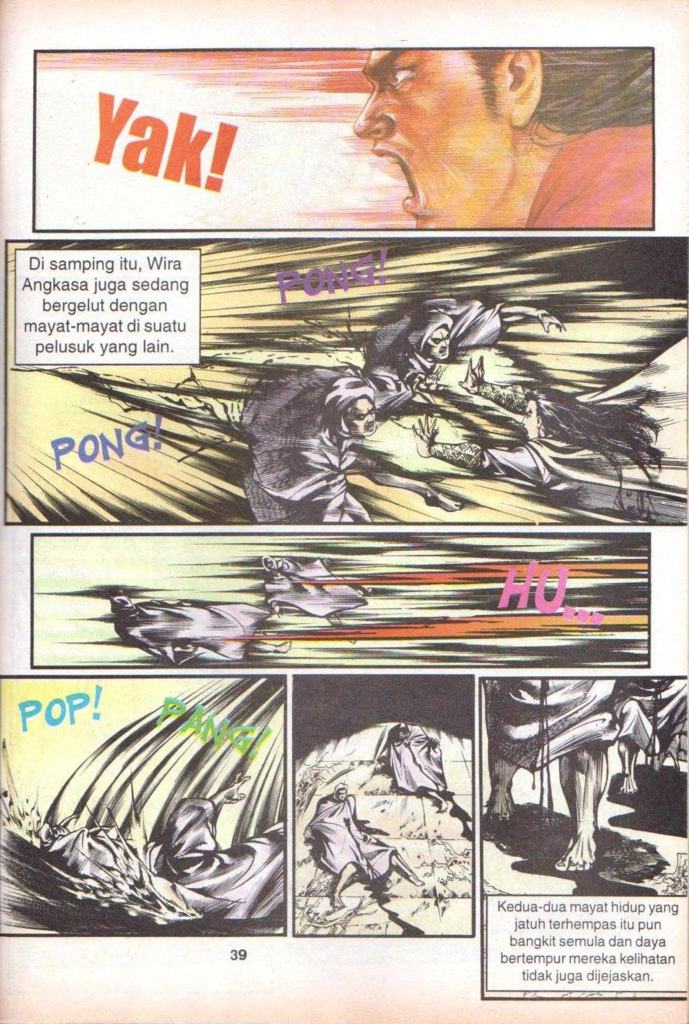 Yak!
Di samping itu, Wira
Angkasa juga sedang
bergelut dengan
mayat-mayat di suatu
pelusuk yang lain.
PONG!
PONG!
HU...
POP!
PANG!
Kedua-dua mayat hidup yang
jatuh terhempas itu pun
bangkit semula dan daya
bertempur mereka kelihatan
tidak juga dijejaskan.
39